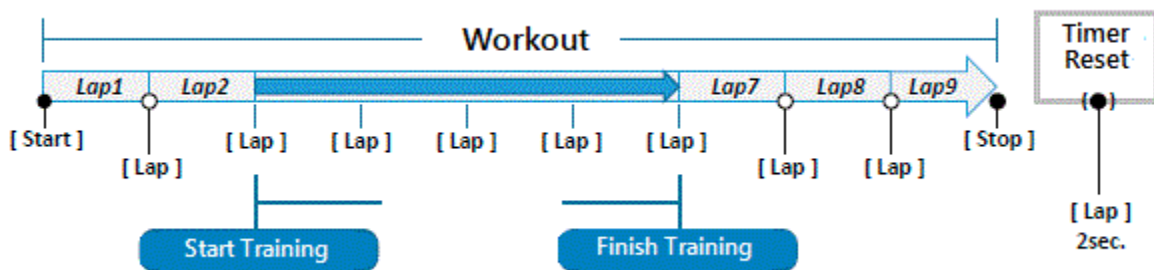 Workout
Timer
Reset
Lap1 Lap2 Lap7 Lap8 Lap9
( )
[ Start ] [ Lap ] [ Lap ] [ Lap ] [ Lap ] [ Lap ] [ Stop ]
[ Lap ] [ Lap ] [ Lap ]
[ Lap ]
2sec.
Start Training Finish Training